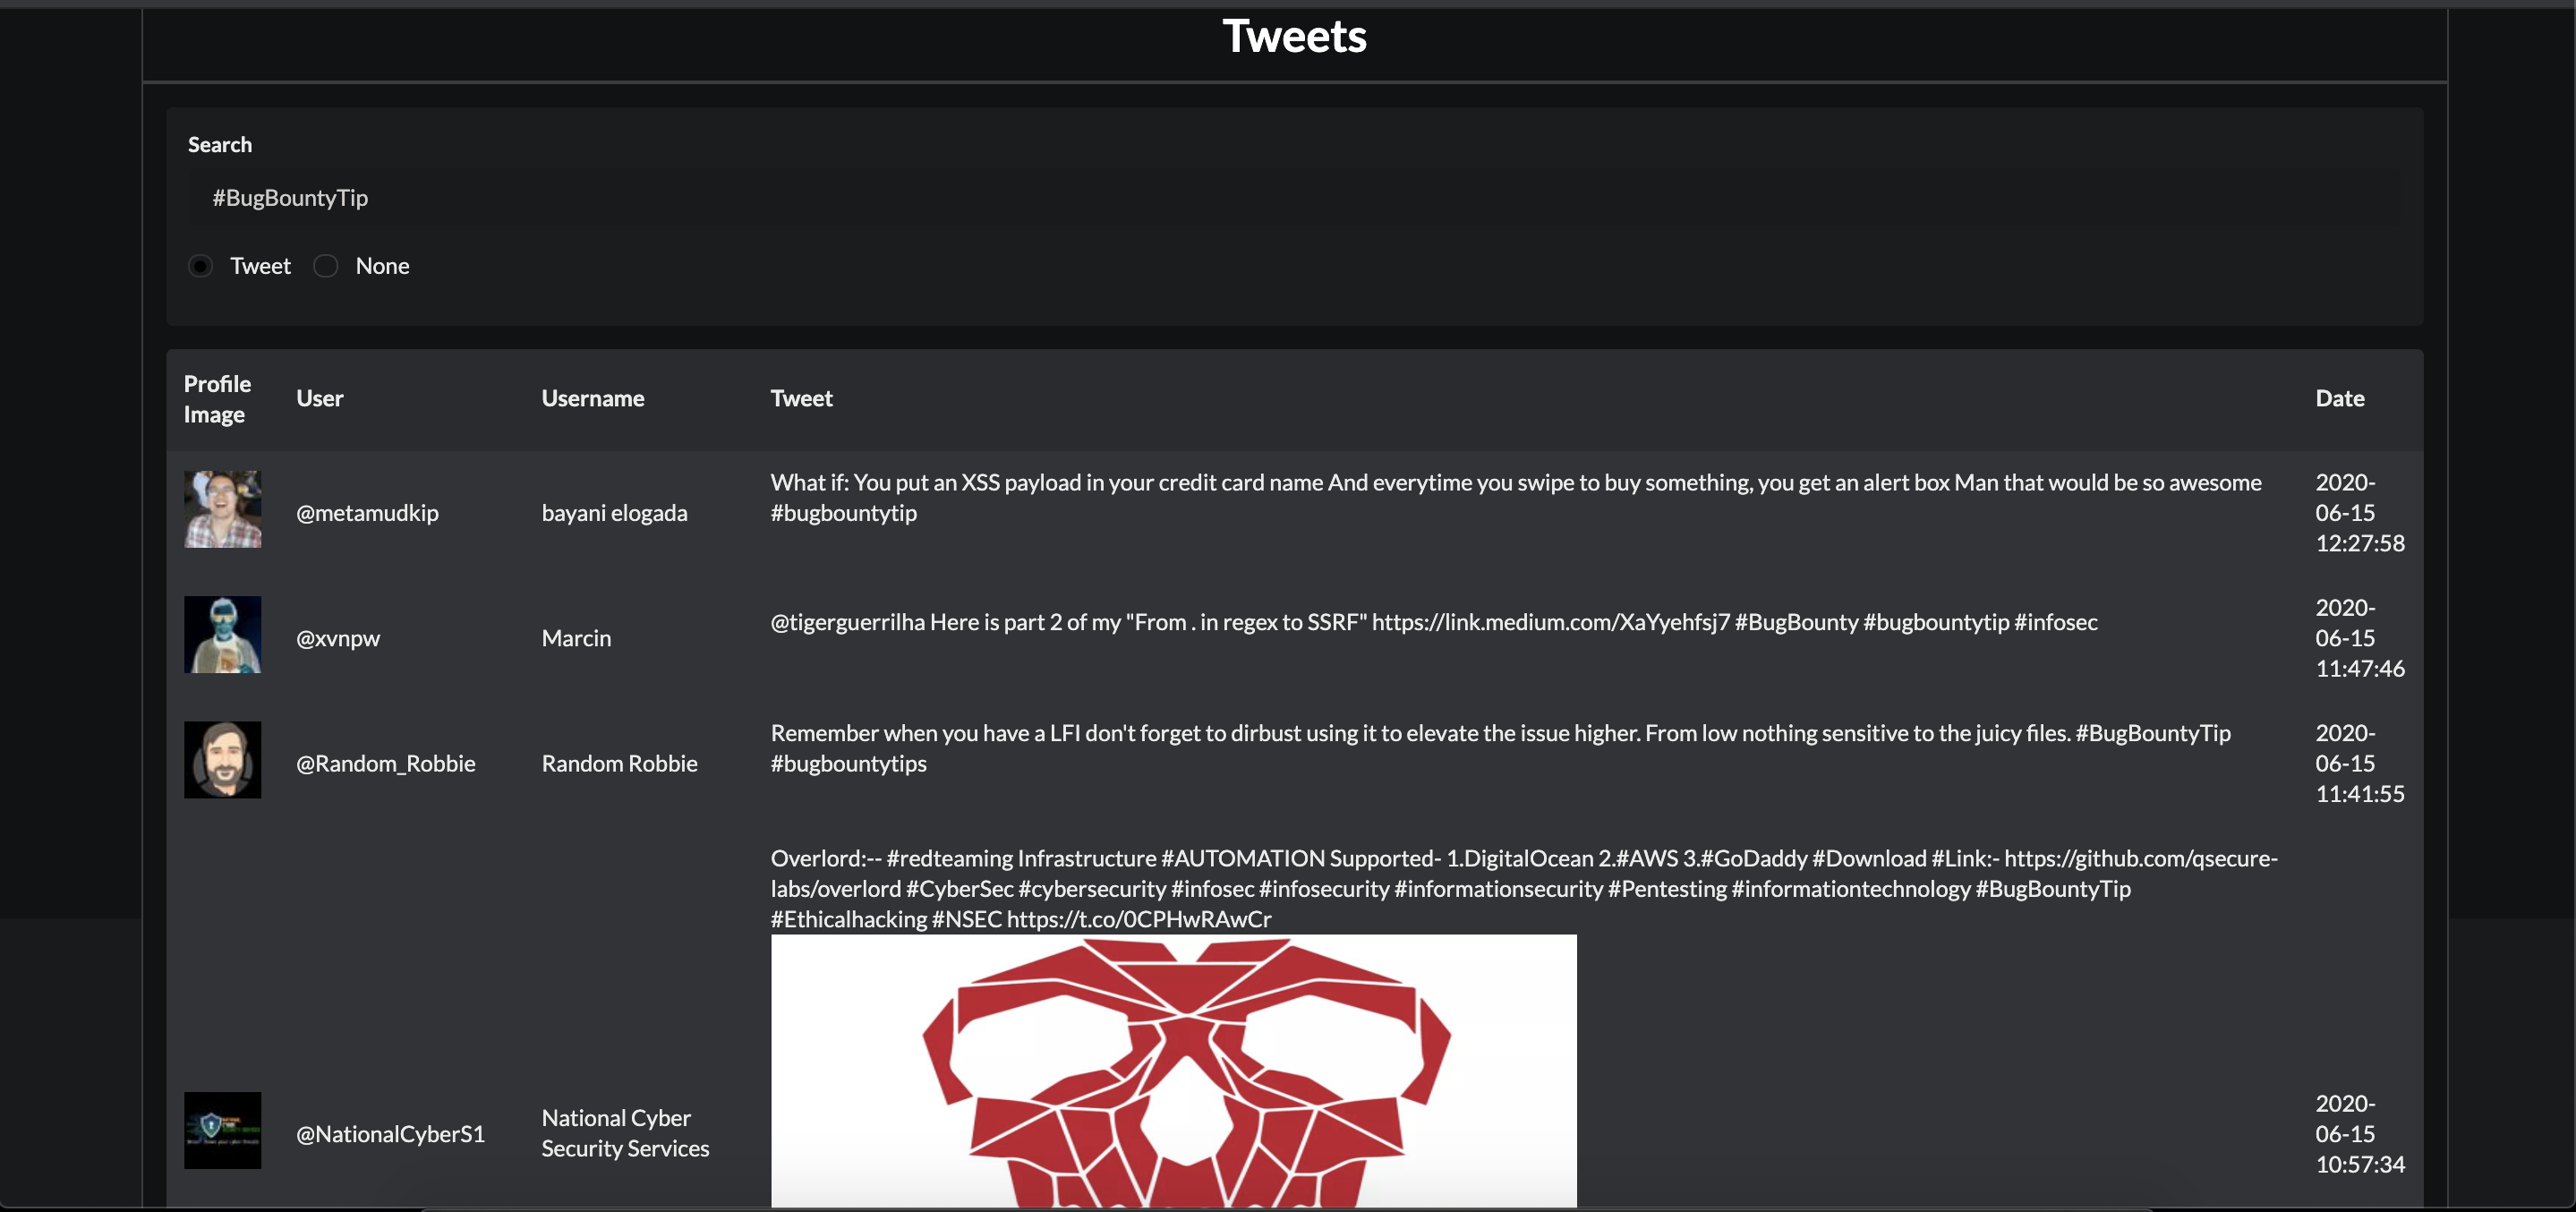 Tweets
Search
#BugBountyTip
Tweet None
Profile
Image
User
Username
Tweet
Date
@metamudkip
bayani elogada
What if: You put an XSS payload in your credit card name And everytime you swipe to buy something, you get an alert box Man that would be so awesome
#bugbountytip
2020-
06-15
12:27:58
@xvnpw
Marcin
@tigerguerrilha Here is part 2 of my "From . in regex to SSRF" https://link.medium.com/XaYyehfsj7 #BugBounty #bugbountytip #infosec
2020-
06-15
11:47:46
@Random_Robbie
Random Robbie
Remember when you have a LFI don't forget to dirbust using it to elevate the issue higher. From low nothing sensitive to the juicy files. #BugBountyTip
#bugbountytips
2020-
06-15
11:41:55
@NationalCyberS1
National Cyber
Security Services
Overlord:-- #redteaming Infrastructure #AUTOMATION Supported- 1.DigitalOcean 2.#AWS 3.#GoDaddy #Download #Link:- https://github.com/qsecure-
labs/overlord #CyberSec #cybersecurity #infosec #infosecurity #informationsecurity #Pentesting #informationtechnology #BugBountyTip
#Ethicalhacking #NSEC https://t.co/0CPHwRAwCr
2020-
06-15
10:57:34